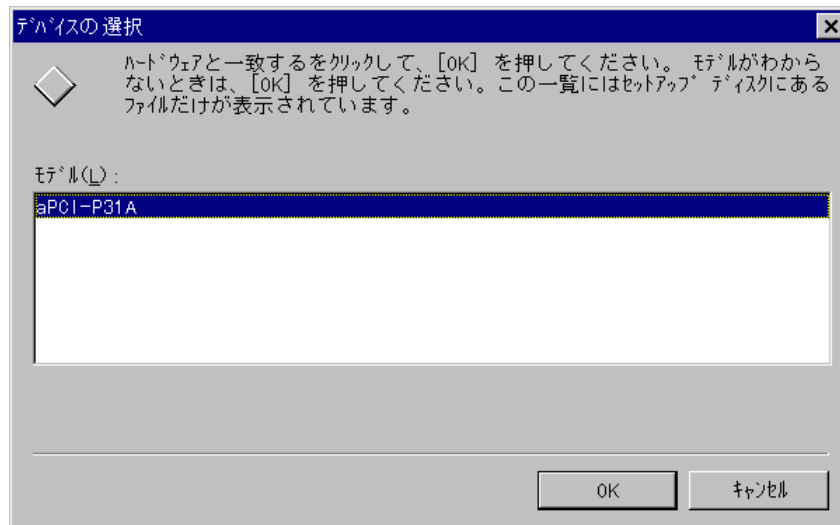 ﾃﾞﾊﾞｲｽの選択
ﾊｰﾄﾞｳｪｱと一致するをｸﾘｯｸして、[OK] を押してください。 ﾓﾃﾞﾙがわから
ないときは、[OK] を押してください。この一覧にはｾｯﾄｱｯﾌﾟ ﾃﾞｨｽｸにある
ﾌｧｲﾙだけが表示されています。
ﾓﾃﾞﾙ(L) :
aPCI-P31A
OK
ｷｬﾝｾﾙ